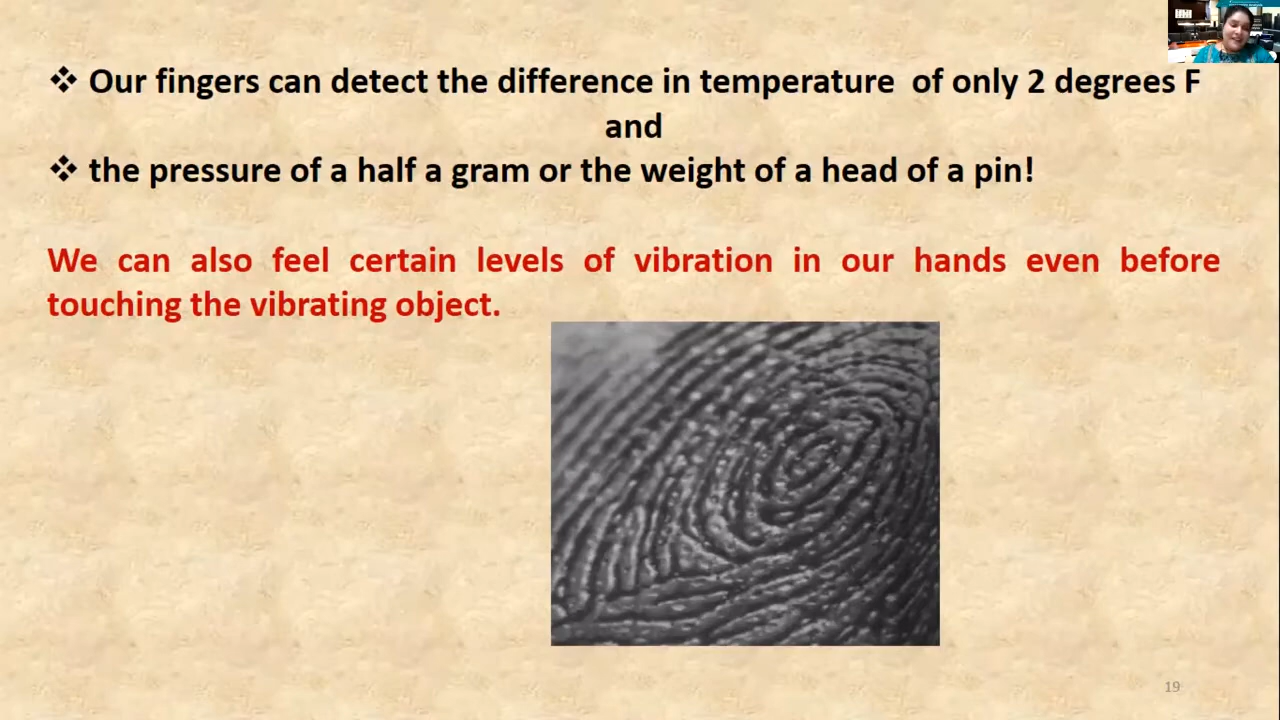 ❖ Our fingers can detect the difference in temperature of only 2 degrees F
and
❖ the pressure of a half a gram or the weight of a head of a pin!
We can also feel certain levels of vibration in our hands even before
touching the vibrating object.
19